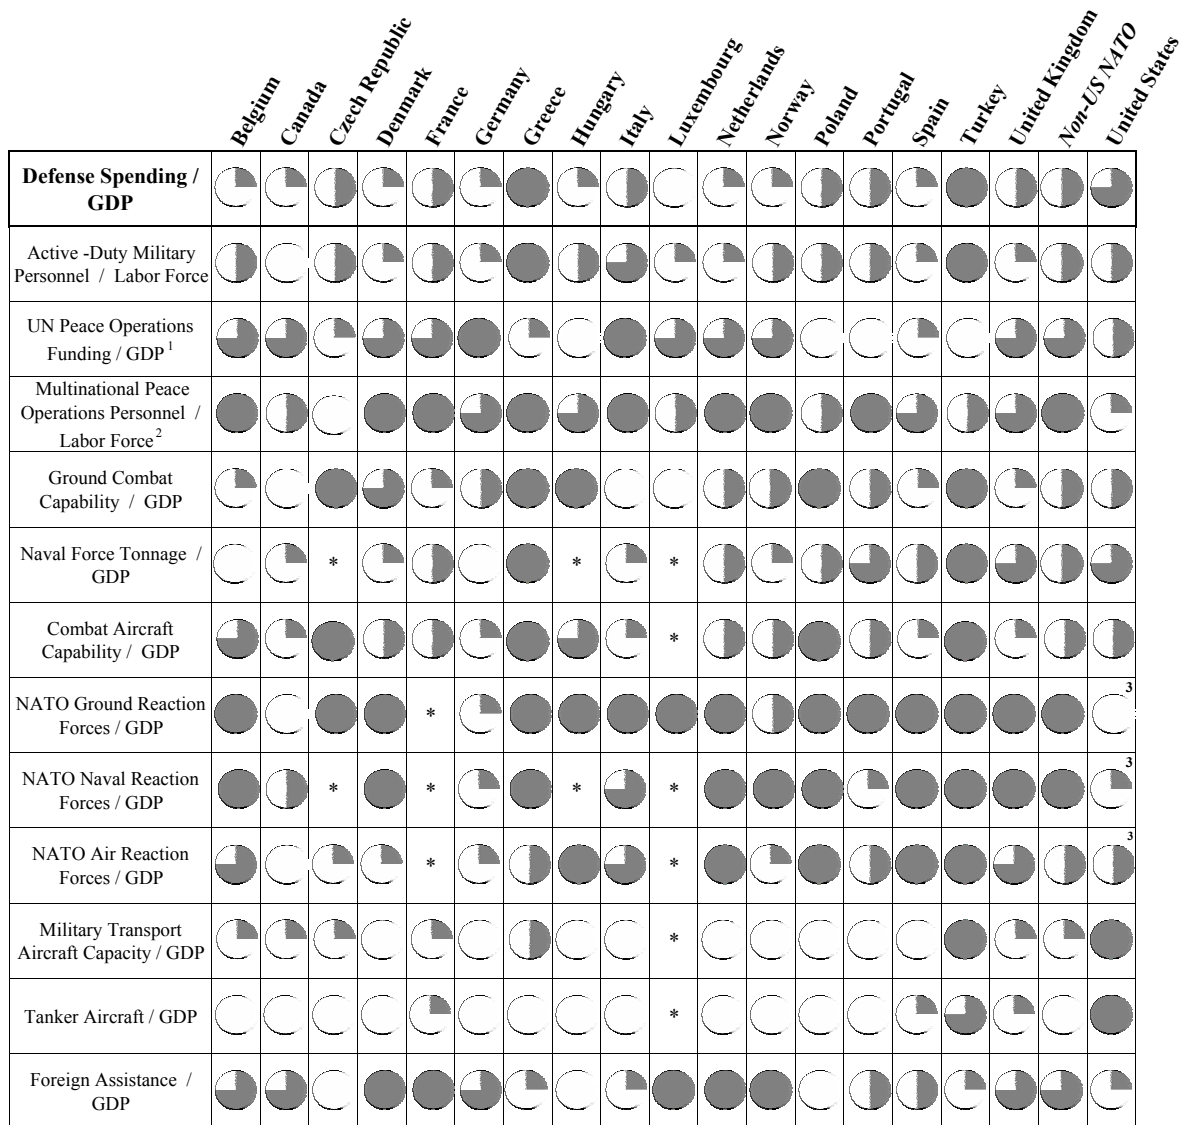 Belgium
Canada
Czech Republic
Denmark
France
Germany
Greece
Hungary
Italy
Luxembourg
Netherlands
Norway
Poland
Portugal
Spain
Turkey
United Kingdom
Non-US NATO
United States
Defense Spending /
GDP
Active -Duty Military
Personnel / Labor Force
UN Peace Operations
Funding / GDP 1
Multinational Peace
Operations Personnel /
Labor Force 2
Ground Combat
Capability / GDP
Naval Force Tonnage /
GDP
* * *
Combat Aircraft
Capability / GDP
*
NATO Ground Reaction
Forces / GDP
* 3
NATO Naval Reaction
Forces / GDP
* * * * 3
NATO Air Reaction
Forces / GDP
* * 3
Military Transport
Aircraft Capacity / GDP
*
Tanker Aircraft / GDP
*
Foreign Assistance /
GDP